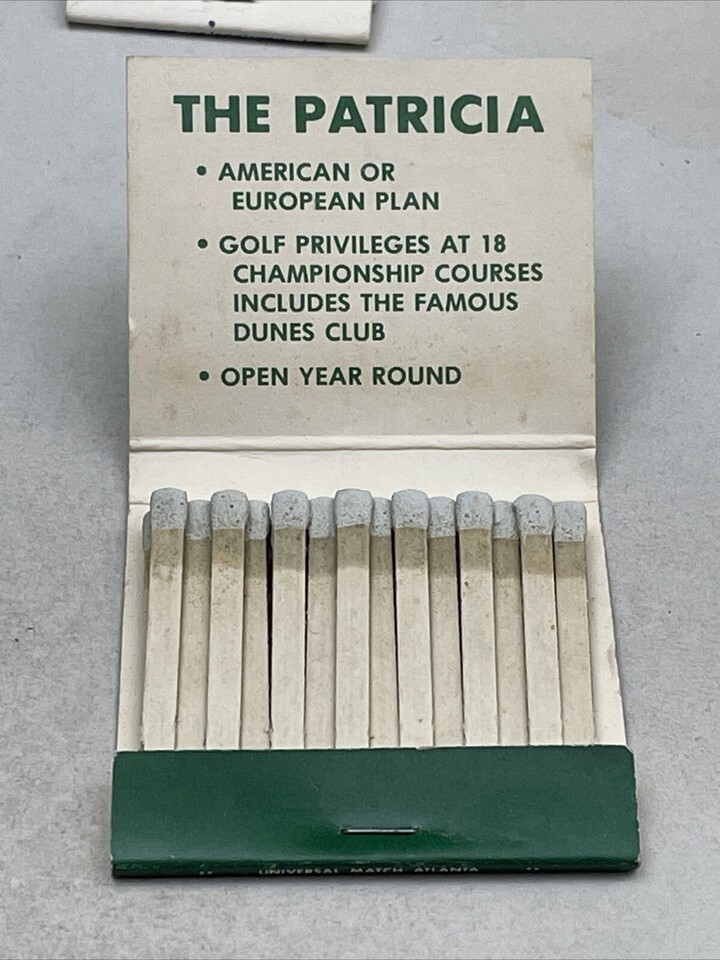 THE PATRICIA
• AMERICAN OR
EUROPEAN PLAN
• GOLF PRIVILEGES AT 18
CHAMPIONSHIP COURSES
INCLUDES THE FAMOUS
DUNES CLUB
• OPEN YEAR ROUND
UNIVERSAL MATCH ATLANTA